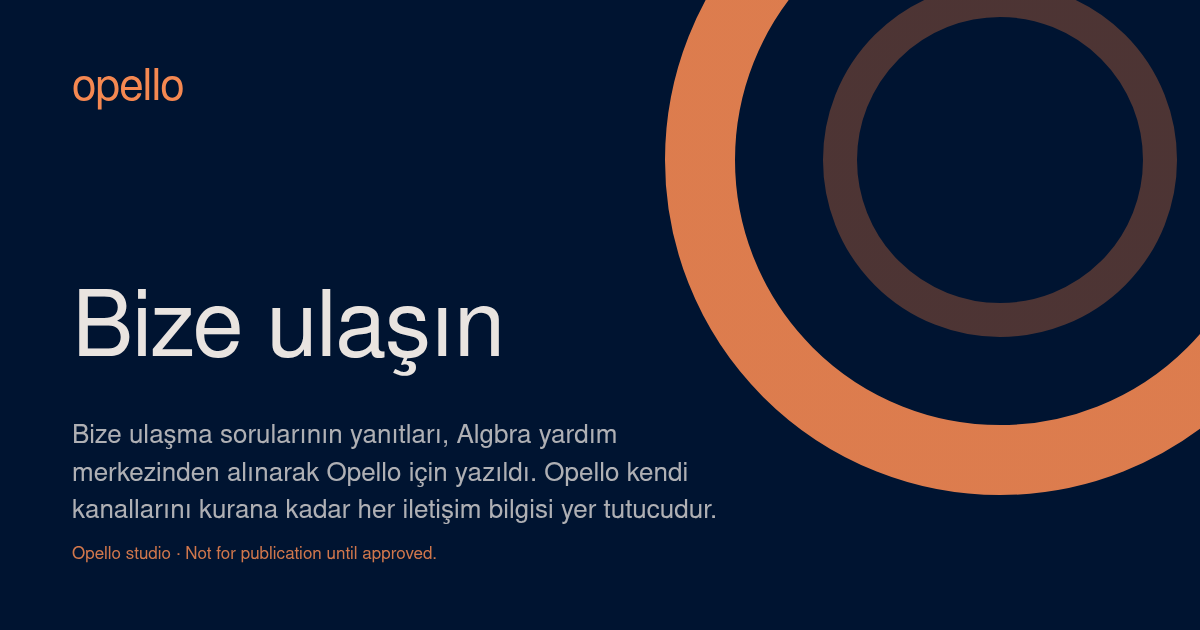 opello
Bize ulaşın
Bize ulaşma sorularının yanıtları, Algbra yardım
merkezinden alınarak Opello için yazıldı. Opello kendi
kanallarını kurana kadar her iletişim bilgisi yer tutucudur.
Opello studio · Not for publication until approved.